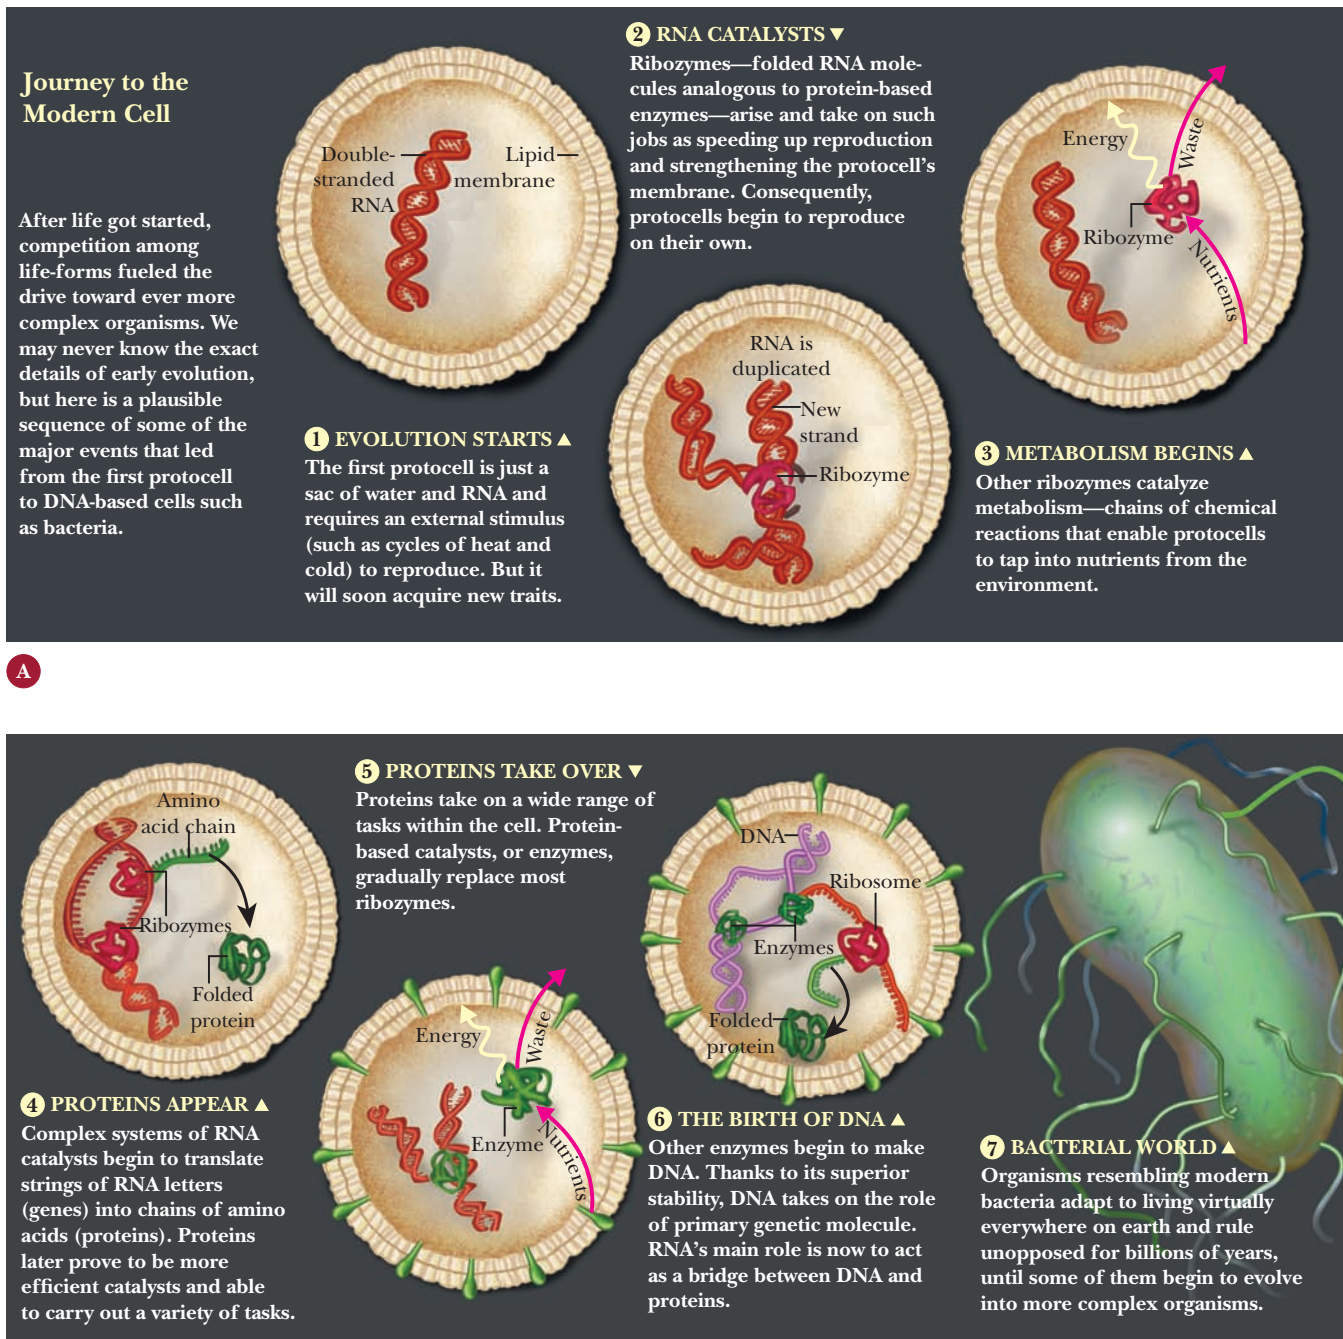 Journey to the
Modern Cell
After life got started,
competition among
life-forms fueled the
drive toward ever more
complex organisms. We
may never know the exact
details of early evolution,
but here is a plausible
sequence of some of the
major events that led
from the first protocell
to DNA-based cells such
as bacteria.
Double-
stranded
RNA
Lipid
membrane
1 EVOLUTION STARTS ▲
The first protocell is just a
sac of water and RNA and
requires an external stimulus
(such as cycles of heat and
cold) to reproduce. But it
will soon acquire new traits.
2 RNA CATALYSTS ▼
Ribozymes—folded RNA mole-
cules analogous to protein-based
enzymes—arise and take on such
jobs as speeding up reproduction
and strengthening the protocell's
membrane. Consequently,
protocells begin to reproduce
on their own.
RNA is
duplicated
New
strand
Ribozyme
Energy
Waste
Ribozyme
Nutrients
3 METABOLISM BEGINS ▲
Other ribozymes catalyze
metabolism—chains of chemical
reactions that enable protocells
to tap into nutrients from the
environment.
A
Amino
acid chain
Ribozymes
Folded
protein
4 PROTEINS APPEAR ▲
Complex systems of RNA
catalysts begin to translate
strings of RNA letters
(genes) into chains of amino
acids (proteins). Proteins
later prove to be more
efficient catalysts and able
to carry out a variety of tasks.
5 PROTEINS TAKE OVER ▼
Proteins take on a wide range of
tasks within the cell. Protein-
based catalysts, or enzymes,
gradually replace most
ribozymes.
Energy
Waste
Enzyme
Nutrients
DNA
Ribosome
Enzymes
Folded
protein
6 THE BIRTH OF DNA ▲
Other enzymes begin to make
DNA. Thanks to its superior
stability, DNA takes on the role
of primary genetic molecule.
RNA's main role is now to act
as a bridge between DNA and
proteins.
7 BACTERIAL WORLD ▲
Organisms resembling modern
bacteria adapt to living virtually
everywhere on earth and rule
unopposed for billions of years,
until some of them begin to evolve
into more complex organisms.